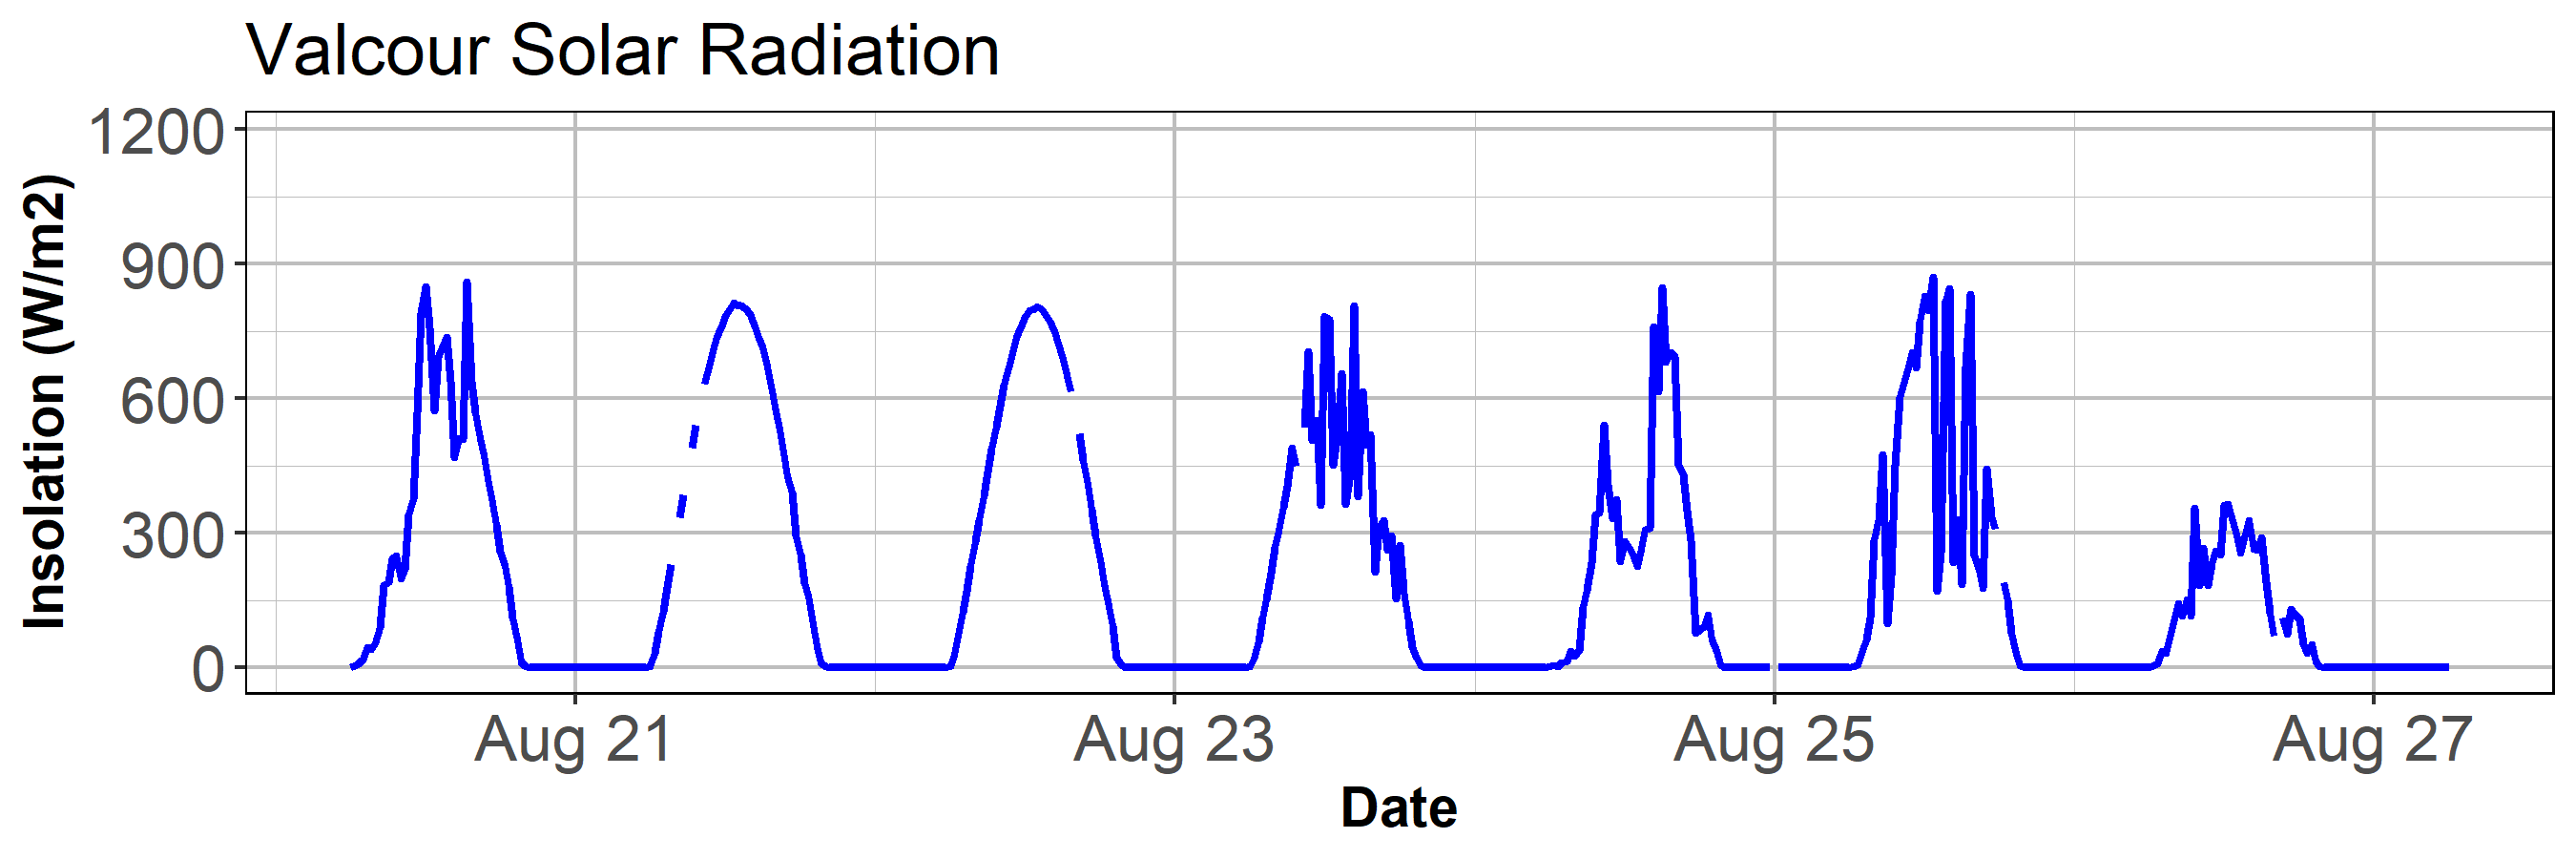 Valcour Solar Radiation
Insolation (W/m2)
1200
900
600
300
0
Aug 21
Aug 23
Aug 25
Aug 27
Date